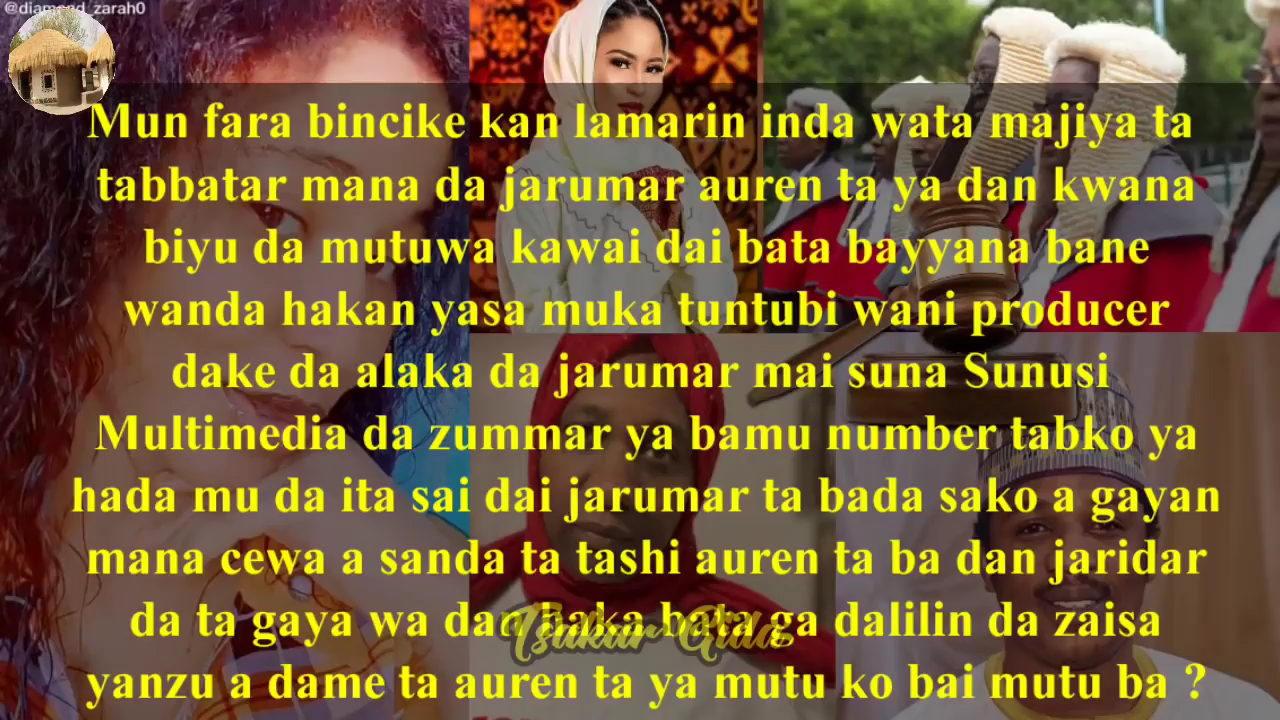 @diamond_zarah0
Mun fara bincike kan lamarin inda wata majiya ta
tabbatar mana da jarumar auren ta ya dan kwana
biyu da mutuwa kawai dai bata bayyana bane
wanda hakan yasa muka tuntubi wani producer
dake da alaka da jarumar mai suna Sunusi
Multimedia da zummar ya bamu number tabko ya
hada mu da ita sai dai jarumar ta bada sako a gayan
mana cewa a sanda ta tashi auren ta ba dan jaridar
da ta gaya wa dan haka bata ga dalilin da zaisa
Tsakar Gida
yanzu a dame ta auren ta ya mutu ko bai mutu ba ?